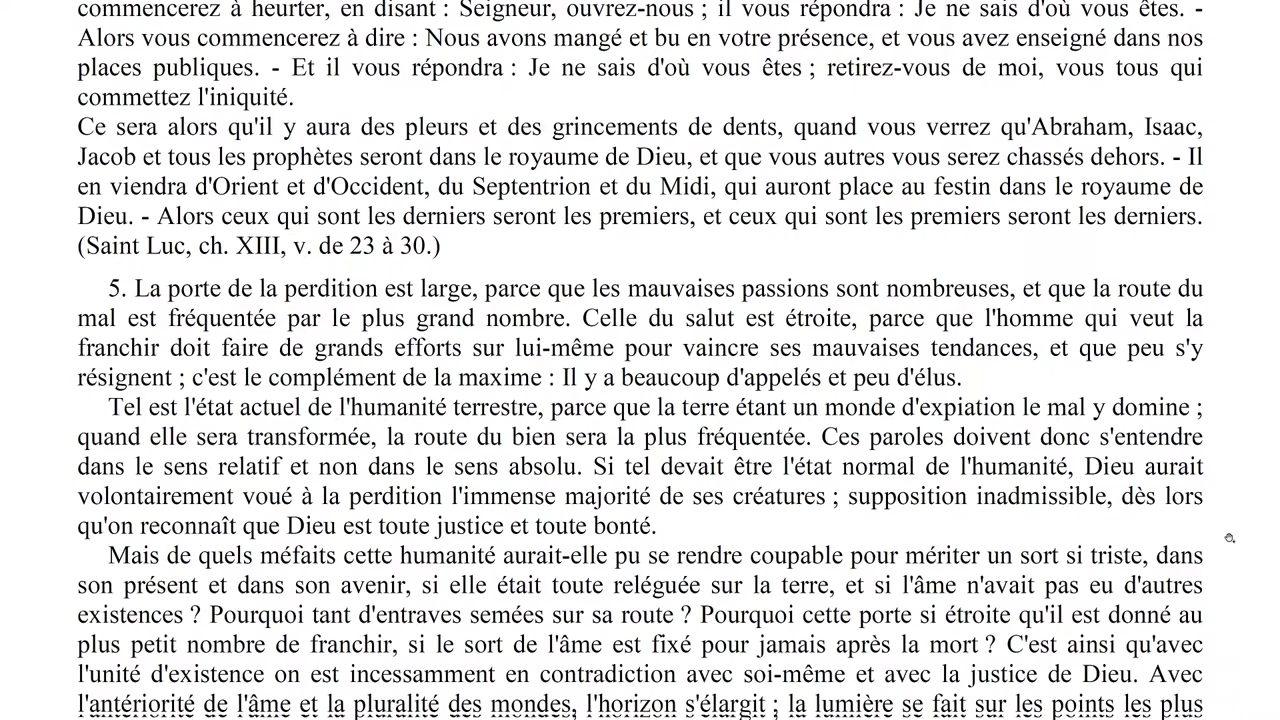 commencerez à heurter, en disant : Seigneur, ouvrez-nous ; il vous répondra : Je ne sais d'où vous êtes. -
Alors vous commencerez à dire : Nous avons mangé et bu en votre présence, et vous avez enseigné dans nos
places publiques. - Et il vous répondra : Je ne sais d'où vous êtes ; retirez-vous de moi, vous tous qui
commettez l'iniquité.
Ce sera alors qu'il y aura des pleurs et des grincements de dents, quand vous verrez qu'Abraham, Isaac,
Jacob et tous les prophètes seront dans le royaume de Dieu, et que vous autres vous serez chassés dehors. - Il
en viendra d'Orient et d'Occident, du Septentrion et du Midi, qui auront place au festin dans le royaume de
Dieu. - Alors ceux qui sont les derniers seront les premiers, et ceux qui sont les premiers seront les derniers.
(Saint Luc, ch. XIII, v. de 23 à 30.)
5. La porte de la perdition est large, parce que les mauvaises passions sont nombreuses, et que la route du
mal est fréquentée par le plus grand nombre. Celle du salut est étroite, parce que l'homme qui veut la
franchir doit faire de grands efforts sur lui-même pour vaincre ses mauvaises tendances, et que peu s'y
résignent ; c'est le complément de la maxime : Il y a beaucoup d'appelés et peu d'élus.
Tel est l'état actuel de l'humanité terrestre, parce que la terre étant un monde d'expiation le mal y domine ;
quand elle sera transformée, la route du bien sera la plus fréquentée. Ces paroles doivent donc s'entendre
dans le sens relatif et non dans le sens absolu. Si tel devait être l'état normal de l'humanité, Dieu aurait
volontairement voué à la perdition l'immense majorité de ses créatures ; supposition inadmissible, dès lors
qu'on reconnaît que Dieu est toute justice et toute bonté.
Mais de quels méfaits cette humanité aurait-elle pu se rendre coupable pour mériter un sort si triste, dans
son présent et dans son avenir, si elle était toute reléguée sur la terre, et si l'âme n'avait pas eu d'autres
existences ? Pourquoi tant d'entraves semées sur sa route ? Pourquoi cette porte si étroite qu'il est donné au
plus petit nombre de franchir, si le sort de l'âme est fixé pour jamais après la mort ? C'est ainsi qu'avec
l'unité d'existence on est incessamment en contradiction avec soi-même et avec la justice de Dieu. Avec
l'antériorité de l'âme et la pluralité des mondes, l'horizon s'élargit ; la lumière se fait sur les points les plus